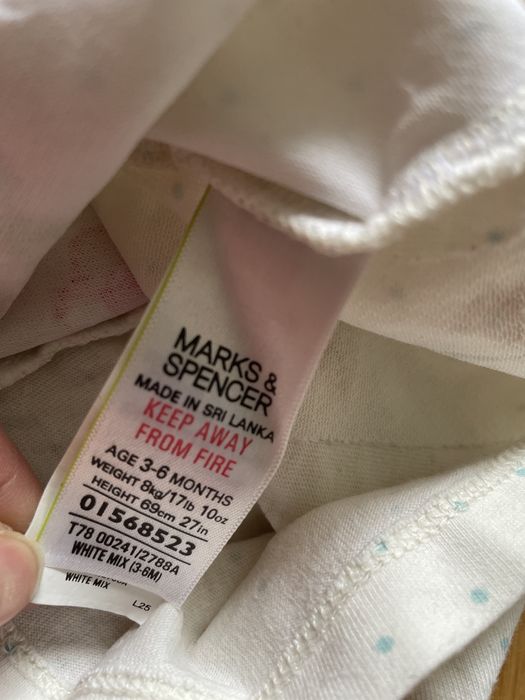 MARKS &
SPENCER
MADE IN SRI LANKA
KEEP AWAY
FROM FIRE
AGE 3-6 MONTHS
WEIGHT 8kg/17lb 10oz
HEIGHT 69cm 27in
01568523
T78 00241/2788A
WHITE MIX (3-6M)
WHITE MIX
L25